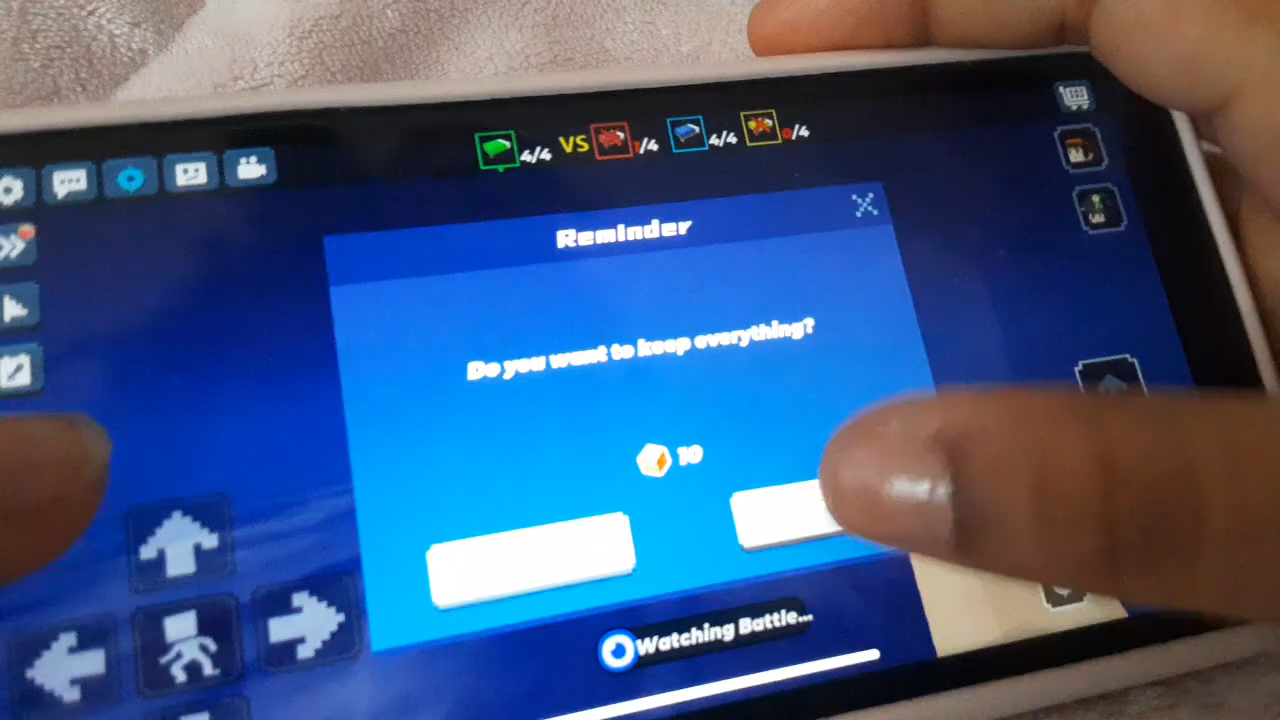 4/4 VS 1/4 4/4 0/4
Reminder
Do you want to keep everything?
10
Watching Battle...